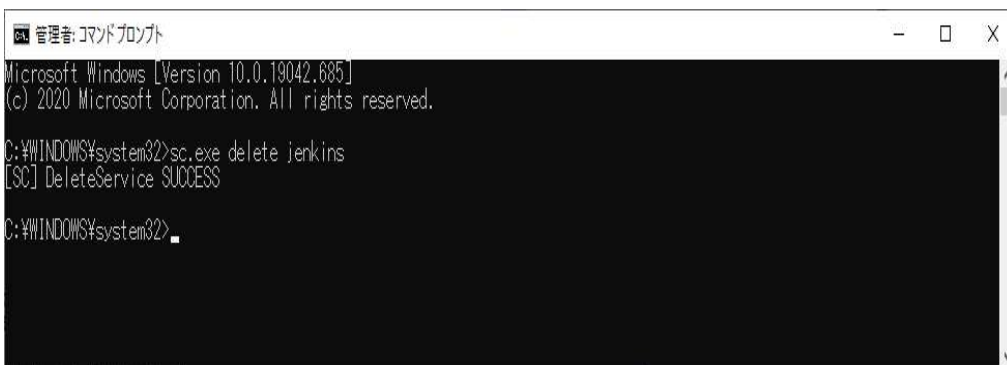 管理者: コマンド プロンプト
Microsoft Windows [Version 10.0.19042.685]
(c) 2020 Microsoft Corporation. All rights reserved.
C:¥WINDOWS¥system32>sc.exe delete jenkins
[SC] DeleteService SUCCESS
C:¥WINDOWS¥system32>